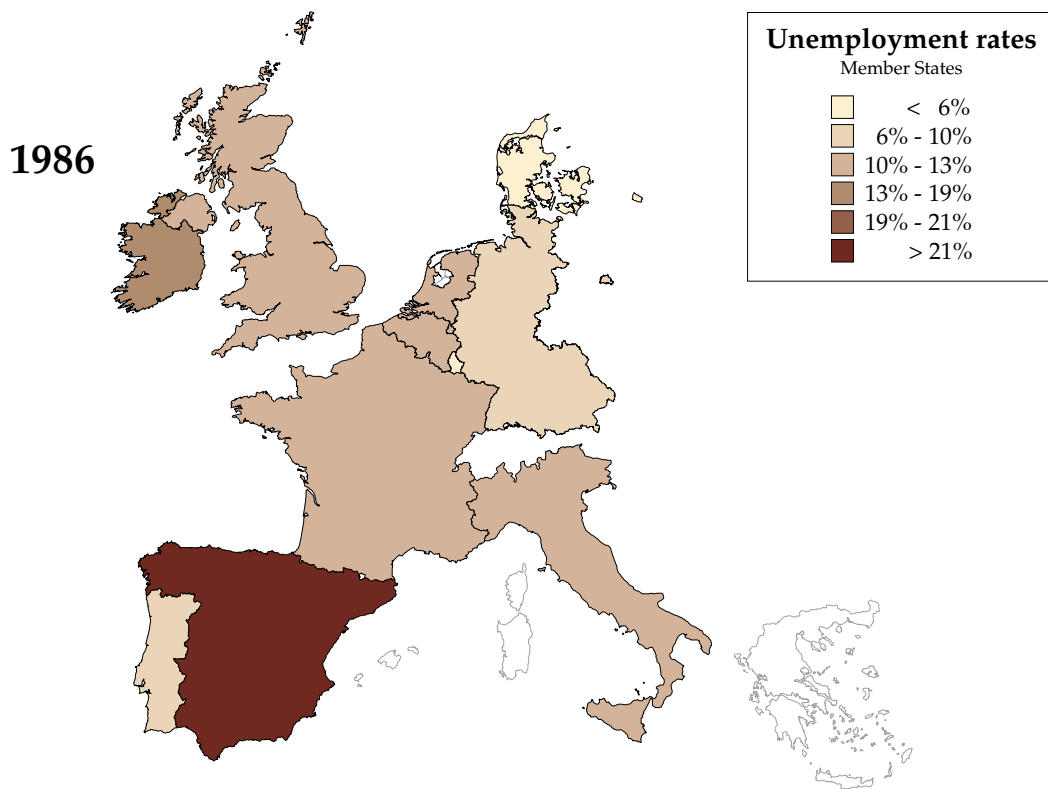 Unemployment rates
Member States
< 6%
6% - 10%
10% - 13%
13% - 19%
19% - 21%
> 21%
1986